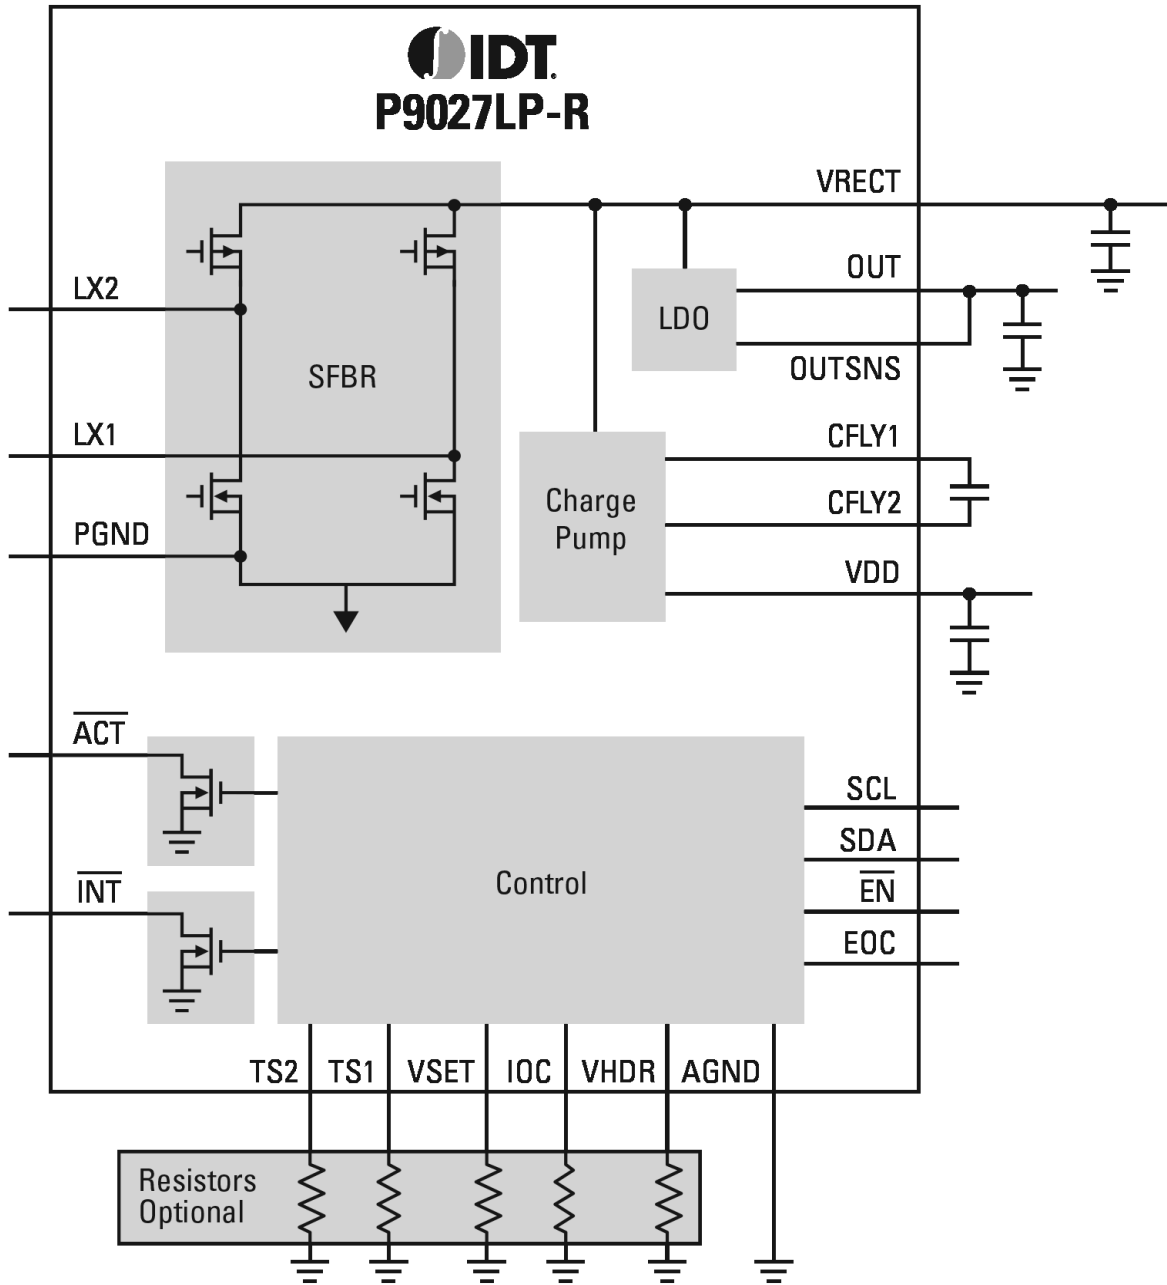 IDT.
P9027LP-R
VRECT
OUT
LX2
LDO
OUTSNS
SFBR
LX1
CFLY1
Charge
Pump
CFLY2
PGND
VDD
ACT
SCL
SDA
INT
Control
EN
EOC
TS2 TS1 VSET IOC VHDR AGND
Resistors
Optional